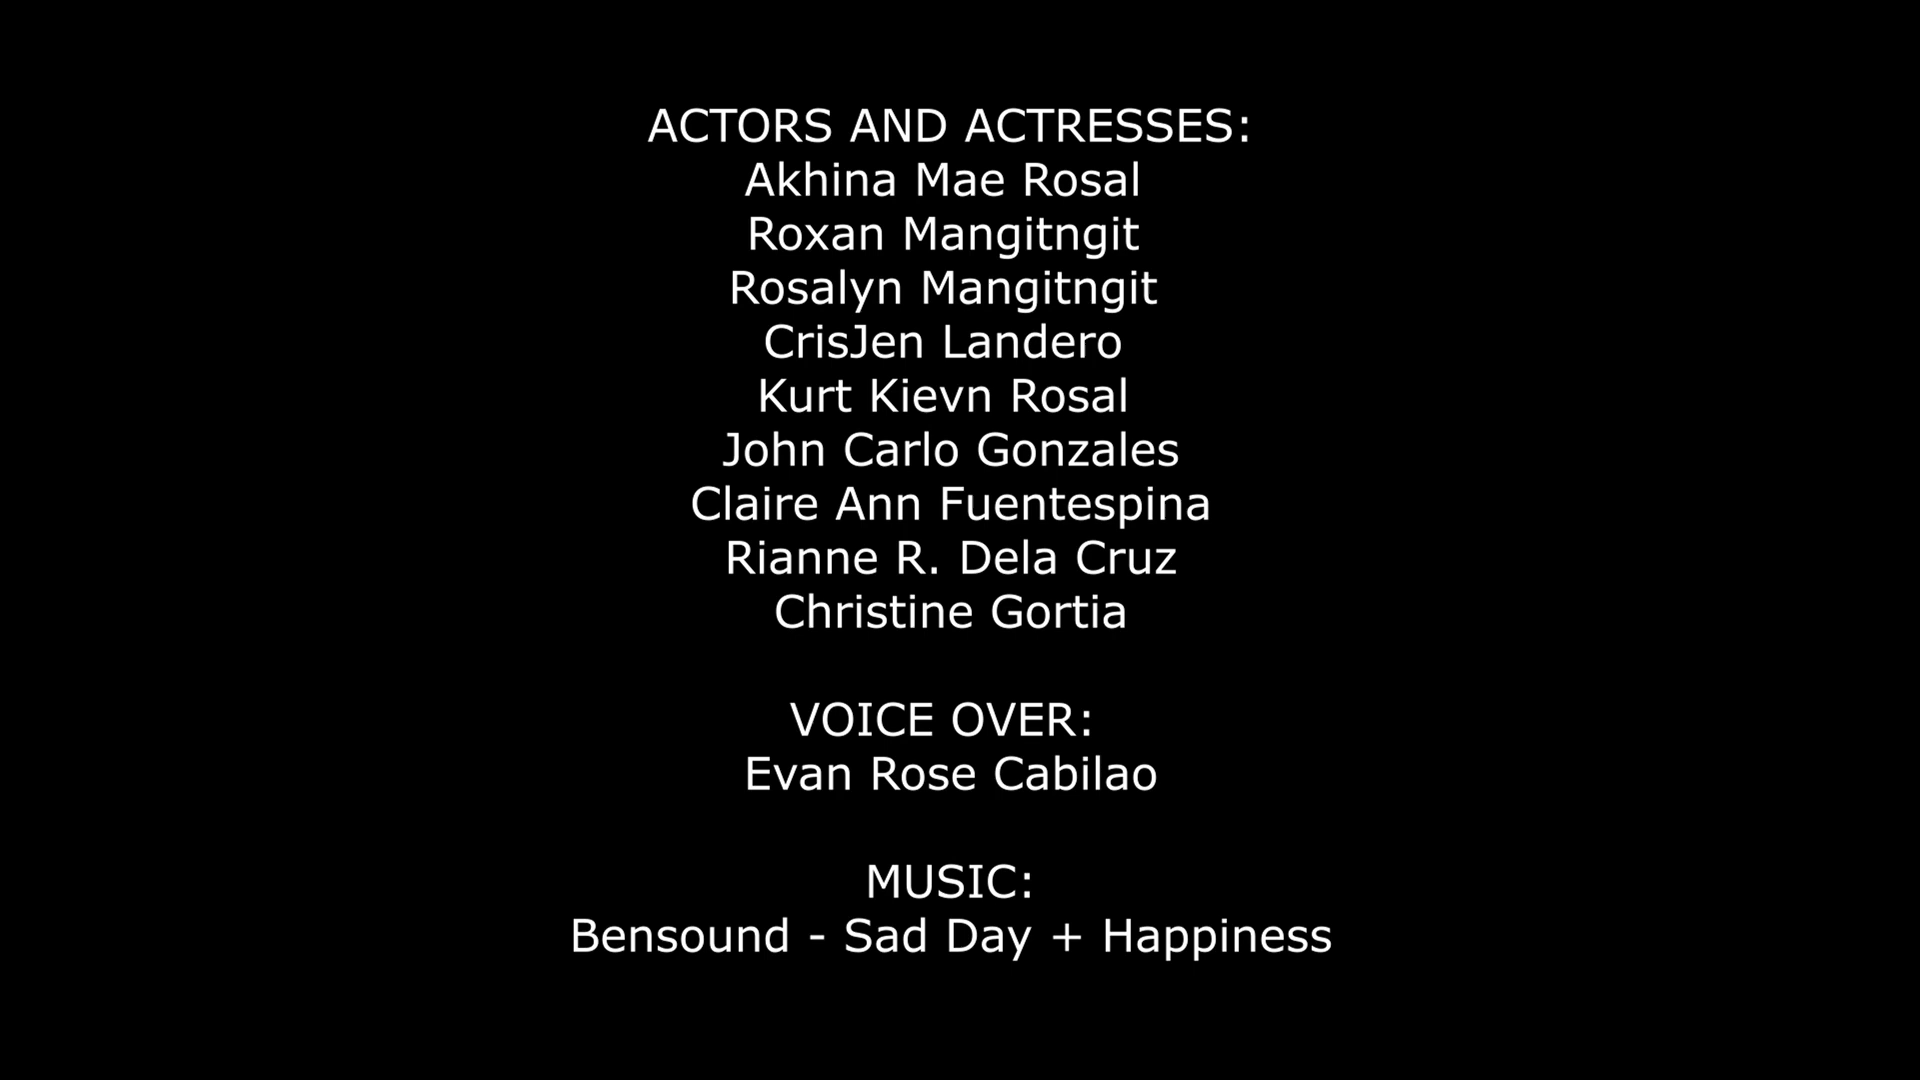 ACTORS AND ACTRESSES:
Akhina Mae Rosal
Roxan Mangitngit
Rosalyn Mangitngit
CrisJen Landero
Kurt Kievn Rosal
John Carlo Gonzales
Claire Ann Fuentespina
Rianne R. Dela Cruz
Christine Gortia
VOICE OVER:
Evan Rose Cabilao
MUSIC:
Bensound - Sad Day + Happiness